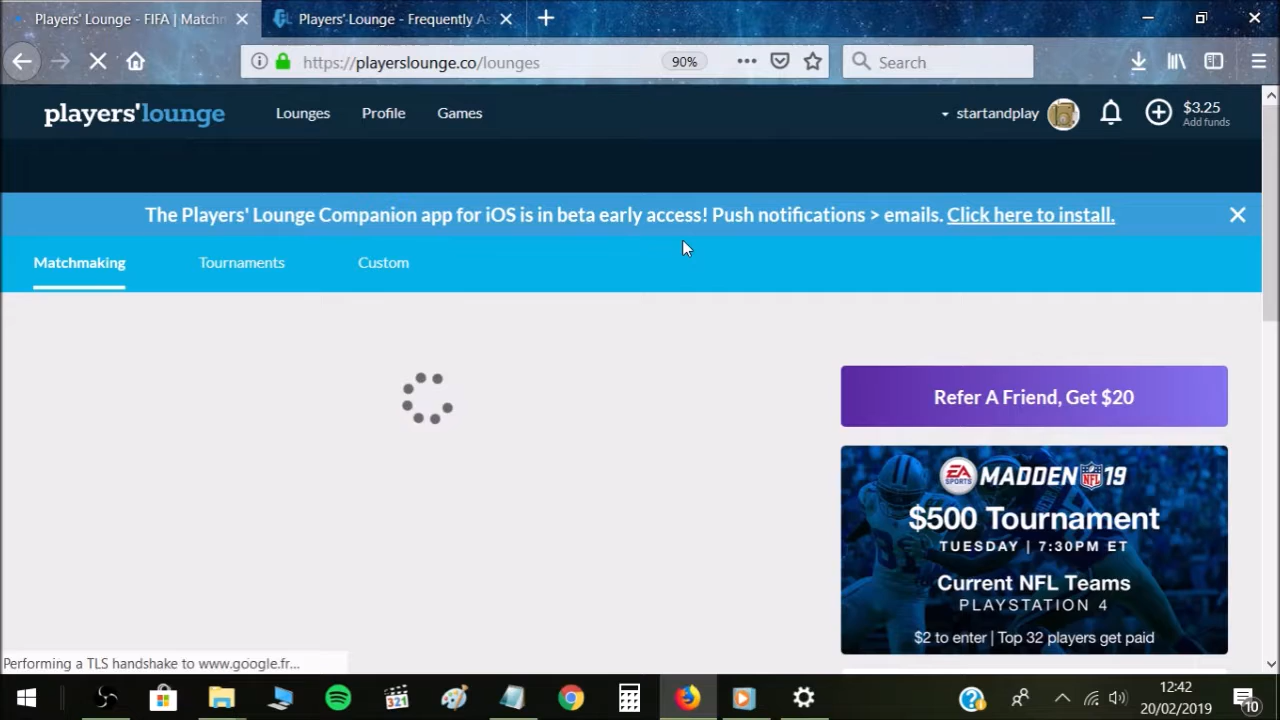 Players' Lounge - FIFA | Matchm
Players' Lounge - Frequently As
https://playerslounge.co/lounges
90%
Search
players'lounge
Lounges
Profile
Games
startandplay
$3.25
Add funds
The Players' Lounge Companion app for iOS is in beta early access! Push notifications > emails. Click here to install.
Matchmaking
Tournaments
Custom
Refer A Friend, Get $20
EA SPORTS MADDEN NFL 19
$500 Tournament
TUESDAY | 7:30PM ET
Current NFL Teams
PLAYSTATION 4
$2 to enter | Top 32 players get paid
Performing a TLS handshake to www.google.fr...
321
12:42
20/02/2019
10